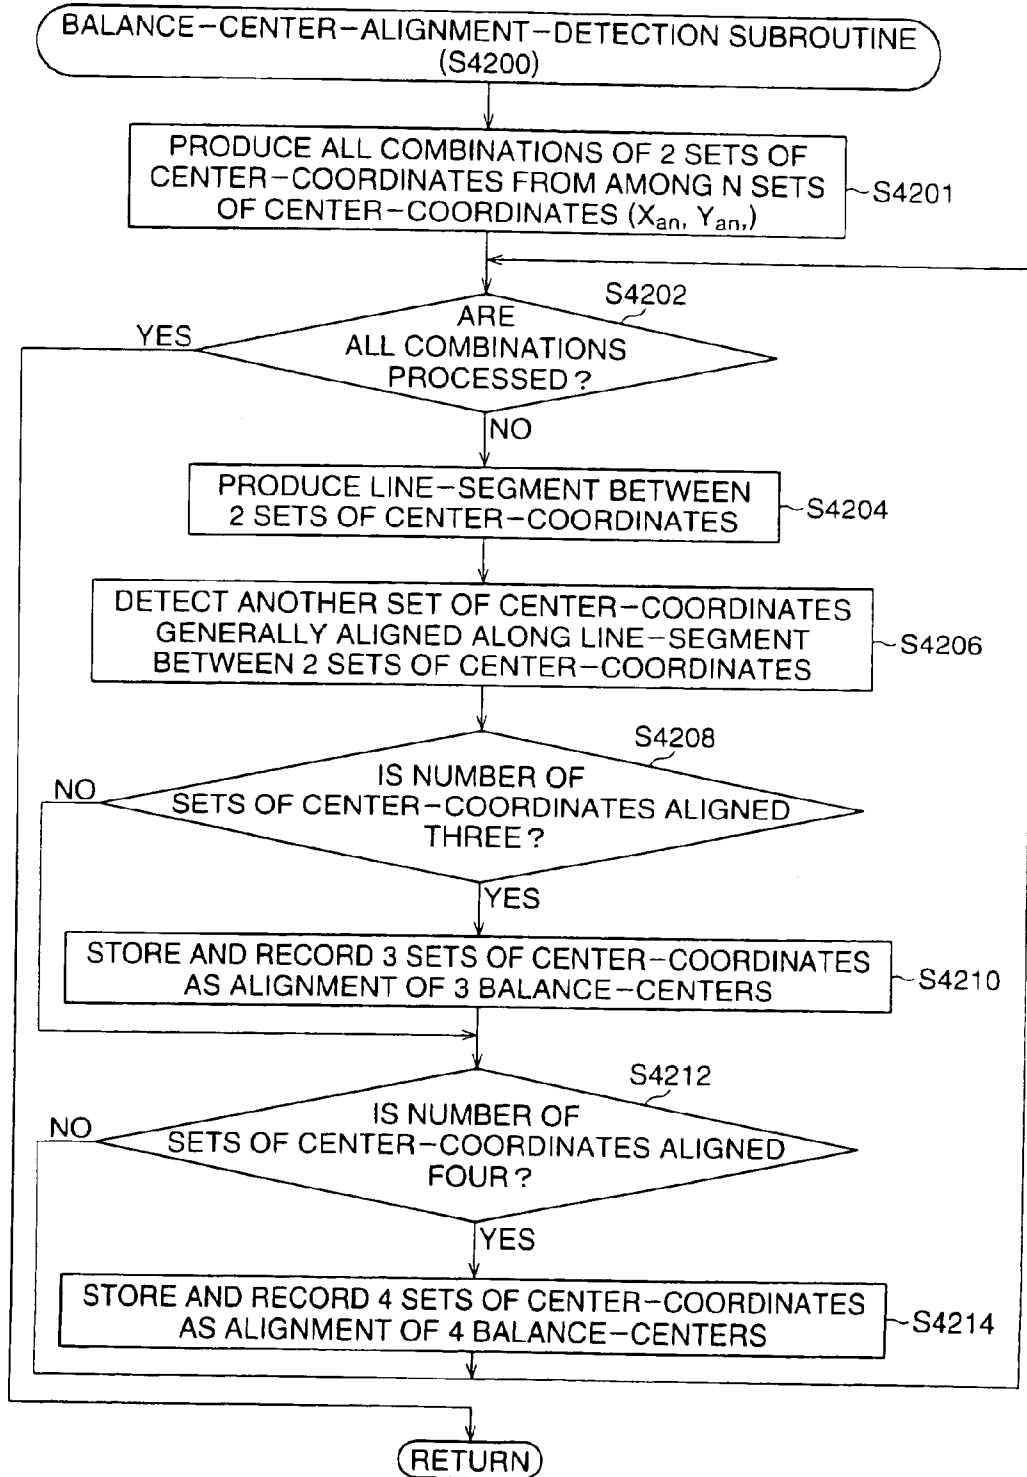 BALANCE-CENTER-ALIGNMENT-DETECTION SUBROUTINE
(S4200)
PRODUCE ALL COMBINATIONS OF 2 SETS OF
CENTER-COORDINATES FROM AMONG N SETS
OF CENTER-COORDINATES (Xan, Yan,)
S4201
S4202
ARE
ALL COMBINATIONS
PROCESSED?
YES
NO
PRODUCE LINE-SEGMENT BETWEEN
2 SETS OF CENTER-COORDINATES
S4204
DETECT ANOTHER SET OF CENTER-COORDINATES
GENERALLY ALIGNED ALONG LINE-SEGMENT
BETWEEN 2 SETS OF CENTER-COORDINATES
S4206
S4208
IS NUMBER OF
SETS OF CENTER-COORDINATES ALIGNED
THREE?
NO
YES
STORE AND RECORD 3 SETS OF CENTER-COORDINATES
AS ALIGNMENT OF 3 BALANCE-CENTERS
S4210
S4212
IS NUMBER OF
SETS OF CENTER-COORDINATES ALIGNED
FOUR?
NO
YES
STORE AND RECORD 4 SETS OF CENTER-COORDINATES
AS ALIGNMENT OF 4 BALANCE-CENTERS
S4214
RETURN